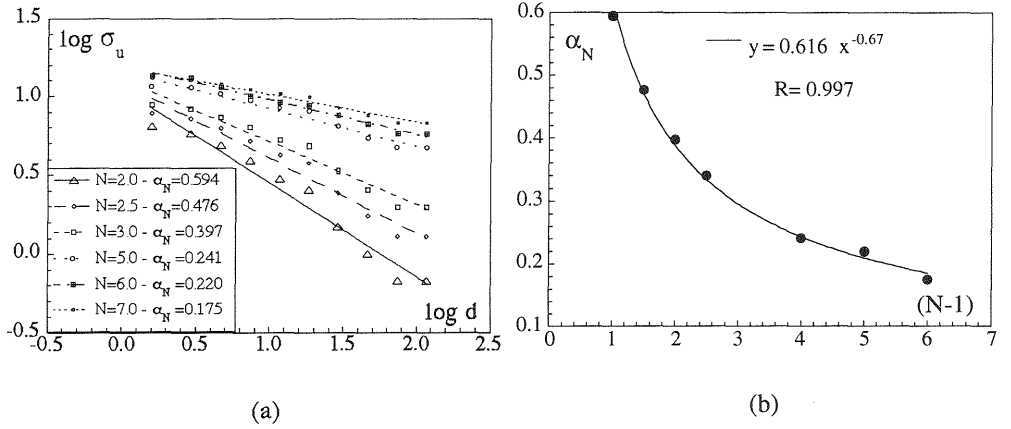 1.5
log σu
1.0
0.5
0.0
-0.5
N=2.0 - αN=0.594
N=2.5 - αN=0.476
N=3.0 - αN=0.397
N=5.0 - αN=0.241
N=6.0 - αN=0.220
N=7.0 - αN=0.175
log d
-0.5 0.0 0.5 1.0 1.5 2.0 2.5
(a)
0.6
αN
0.5
0.4
0.3
0.2
0.1
y = 0.616 x^-0.67
R= 0.997
(N-1)
0 1 2 3 4 5 6 7
(b)